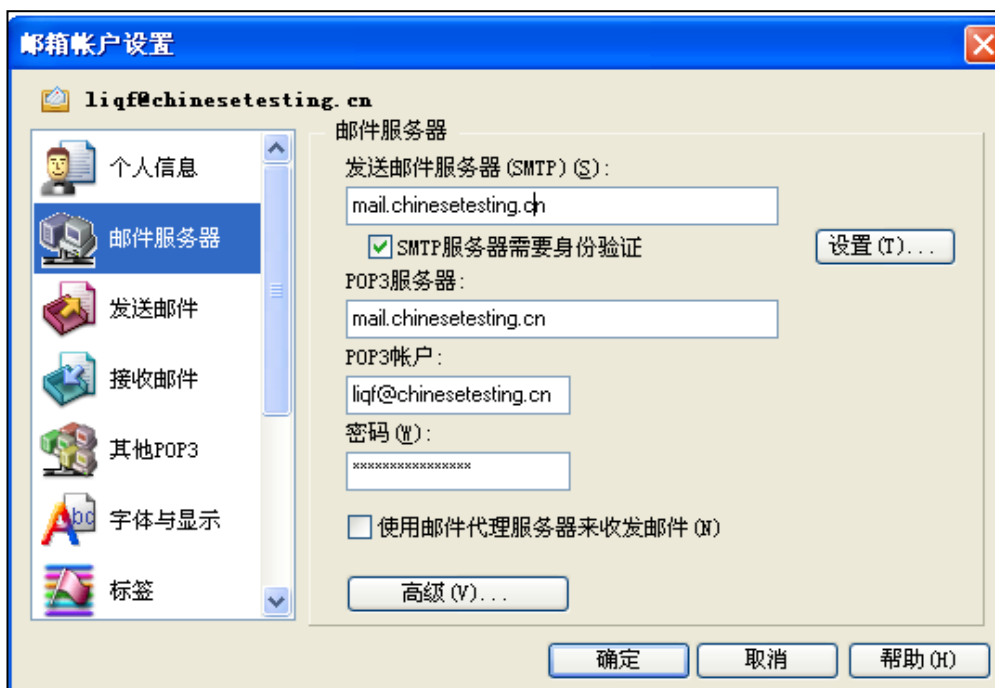 邮箱帐户设置
liqf@chinesetesting.cn
个人信息
邮件服务器
发送邮件
接收邮件
其他POP3
字体与显示
标签
邮件服务器
发送邮件服务器(SMTP)(S):
mail.chinesetesting.cn
SMTP服务器需要身份验证
设置(T)...
POP3服务器:
mail.chinesetesting.cn
POP3帐户:
liqf@chinesetesting.cn
密码(W):
****************
使用邮件代理服务器来收发邮件(N)
高级(V)...
确定
取消
帮助(H)